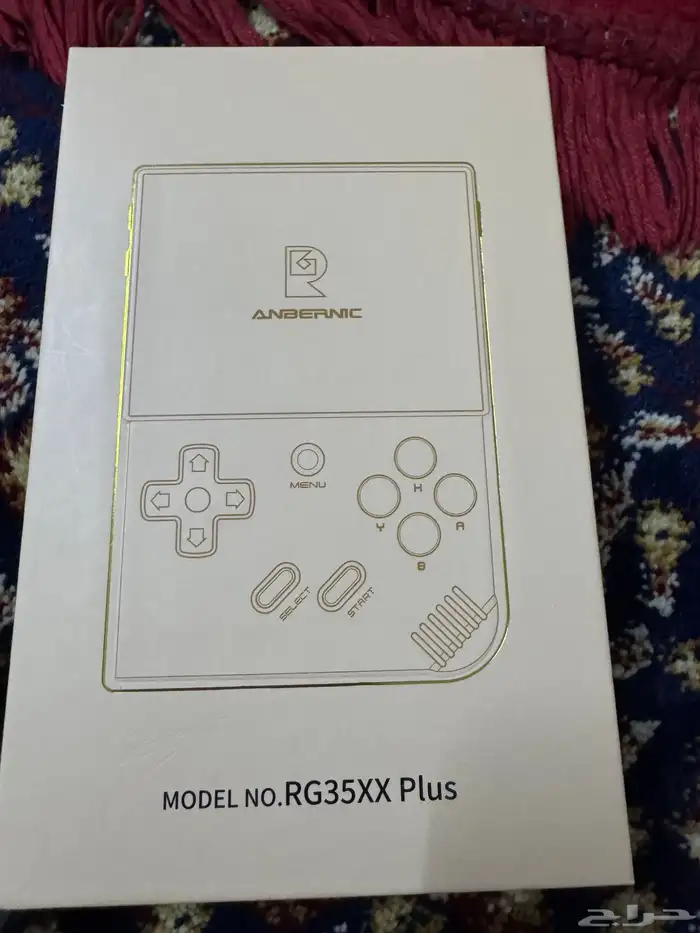 ANBERNIC
MENU
X
Y
A
B
SELECT
START
MODEL NO.RG35XX Plus
حراج